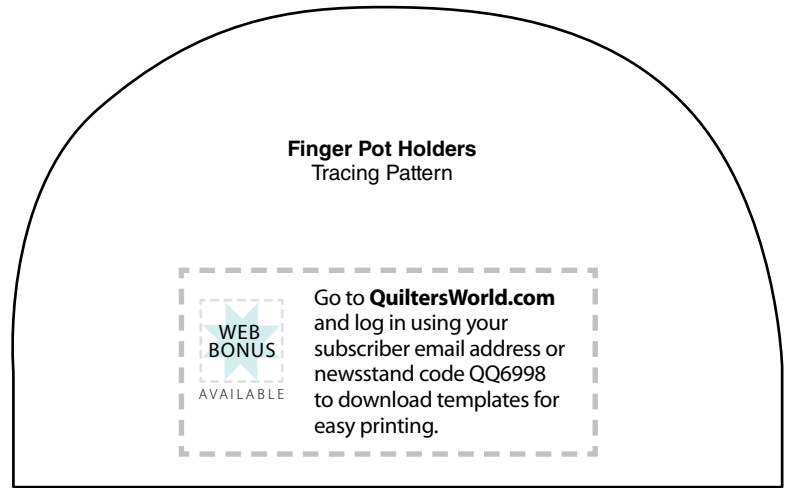 Finger Pot Holders
Tracing Pattern
WEB
BONUS
AVAILABLE
Go to QuiltersWorld.com
and log in using your
subscriber email address or
newsstand code QQ6998
to download templates for
easy printing.